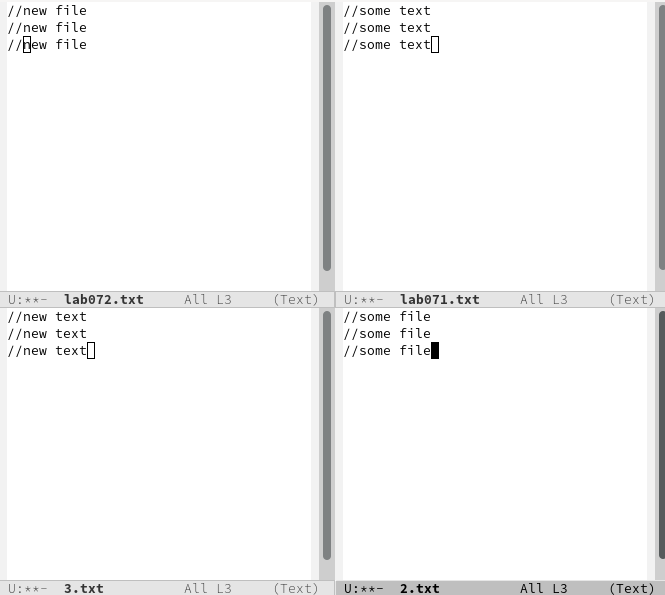 //new file
//new file
//new file
U:**-  lab072.txt     All L3     (Text)
//some text
//some text
//some text
U:**-  lab071.txt     All L3     (Text)
//new text
//new text
//new text
U:**-  3.txt          All L3     (Text)
//some file
//some file
//some file
U:**-  2.txt          All L3     (Text)